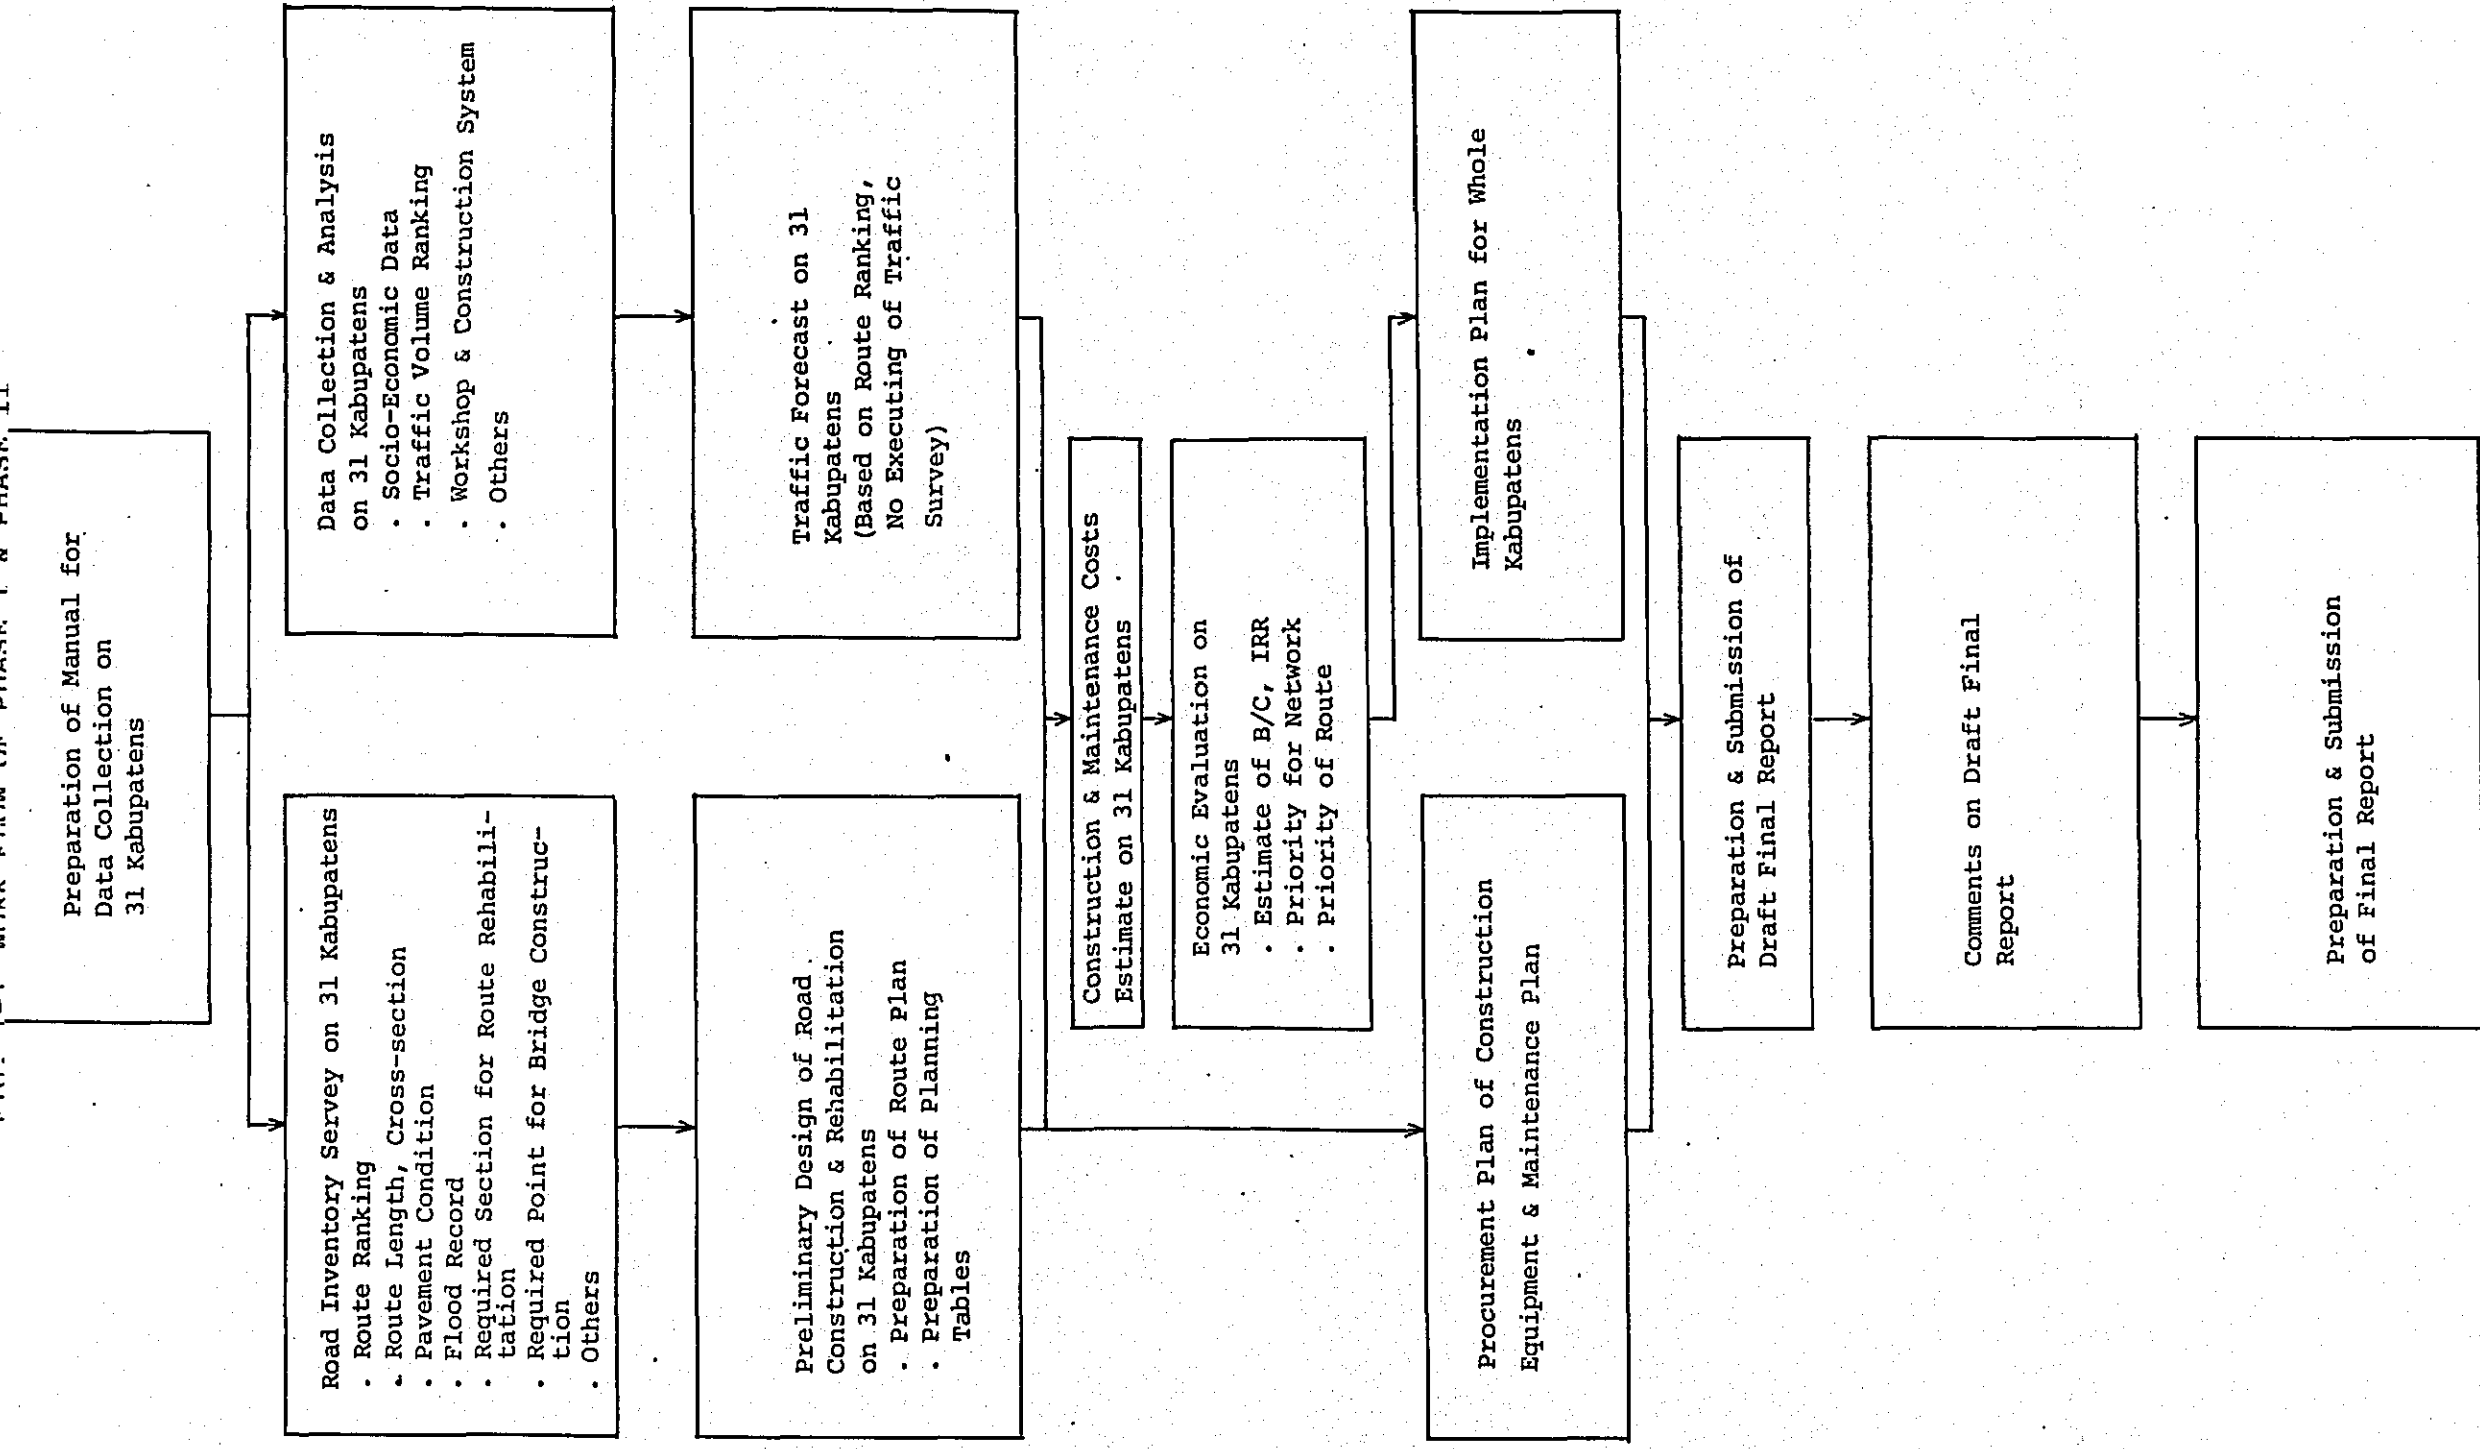 Preparation of Manual for
Data Collection on
31 Kabupatens
Road Inventory Servey on 31 Kabupatens
• Route Ranking
• Route Length, Cross-section
• Pavement Condition
• Flood Record
• Required Section for Route Rehabili-
tation
• Required Point for Bridge Construc-
tion
• Others
Data Collection & Analysis
on 31 Kabupatens
• Socio-Economic Data
• Traffic Volume Ranking
• Workshop & Construction System
• Others
Preliminary Design of Road
Construction & Rehabilitation
on 31 Kabupatens
• Preparation of Route Plan
• Preparation of Planning
Tables
Traffic Forecast on 31
Kabupatens
(Based on Route Ranking,
No Executing of Traffic
Survey)
Construction & Maintenance Costs
Estimate on 31 Kabupatens
Economic Evaluation on
31 Kabupatens
• Estimate of B/C, IRR
• Priority for Network
• Priority of Route
Procurement Plan of Construction
Equipment & Maintenance Plan
Implementation Plan for Whole
Kabupatens
Preparation & Submission of
Draft Final Report
Comments on Draft Final
Report
Preparation & Submission
of Final Report